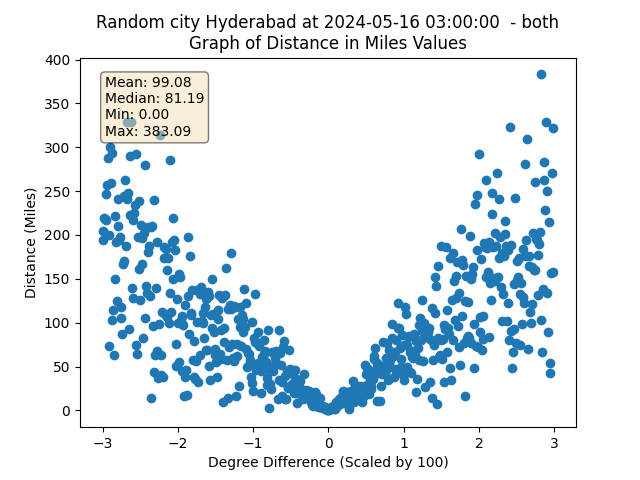 Random city Hyderabad at 2024-05-16 03:00:00  - both
Graph of Distance in Miles Values
Mean: 99.08
Median: 81.19
Min: 0.00
Max: 383.09
400
350
300
250
200
150
100
50
0
Distance (Miles)
−3
−2
−1
0
1
2
3
Degree Difference (Scaled by 100)